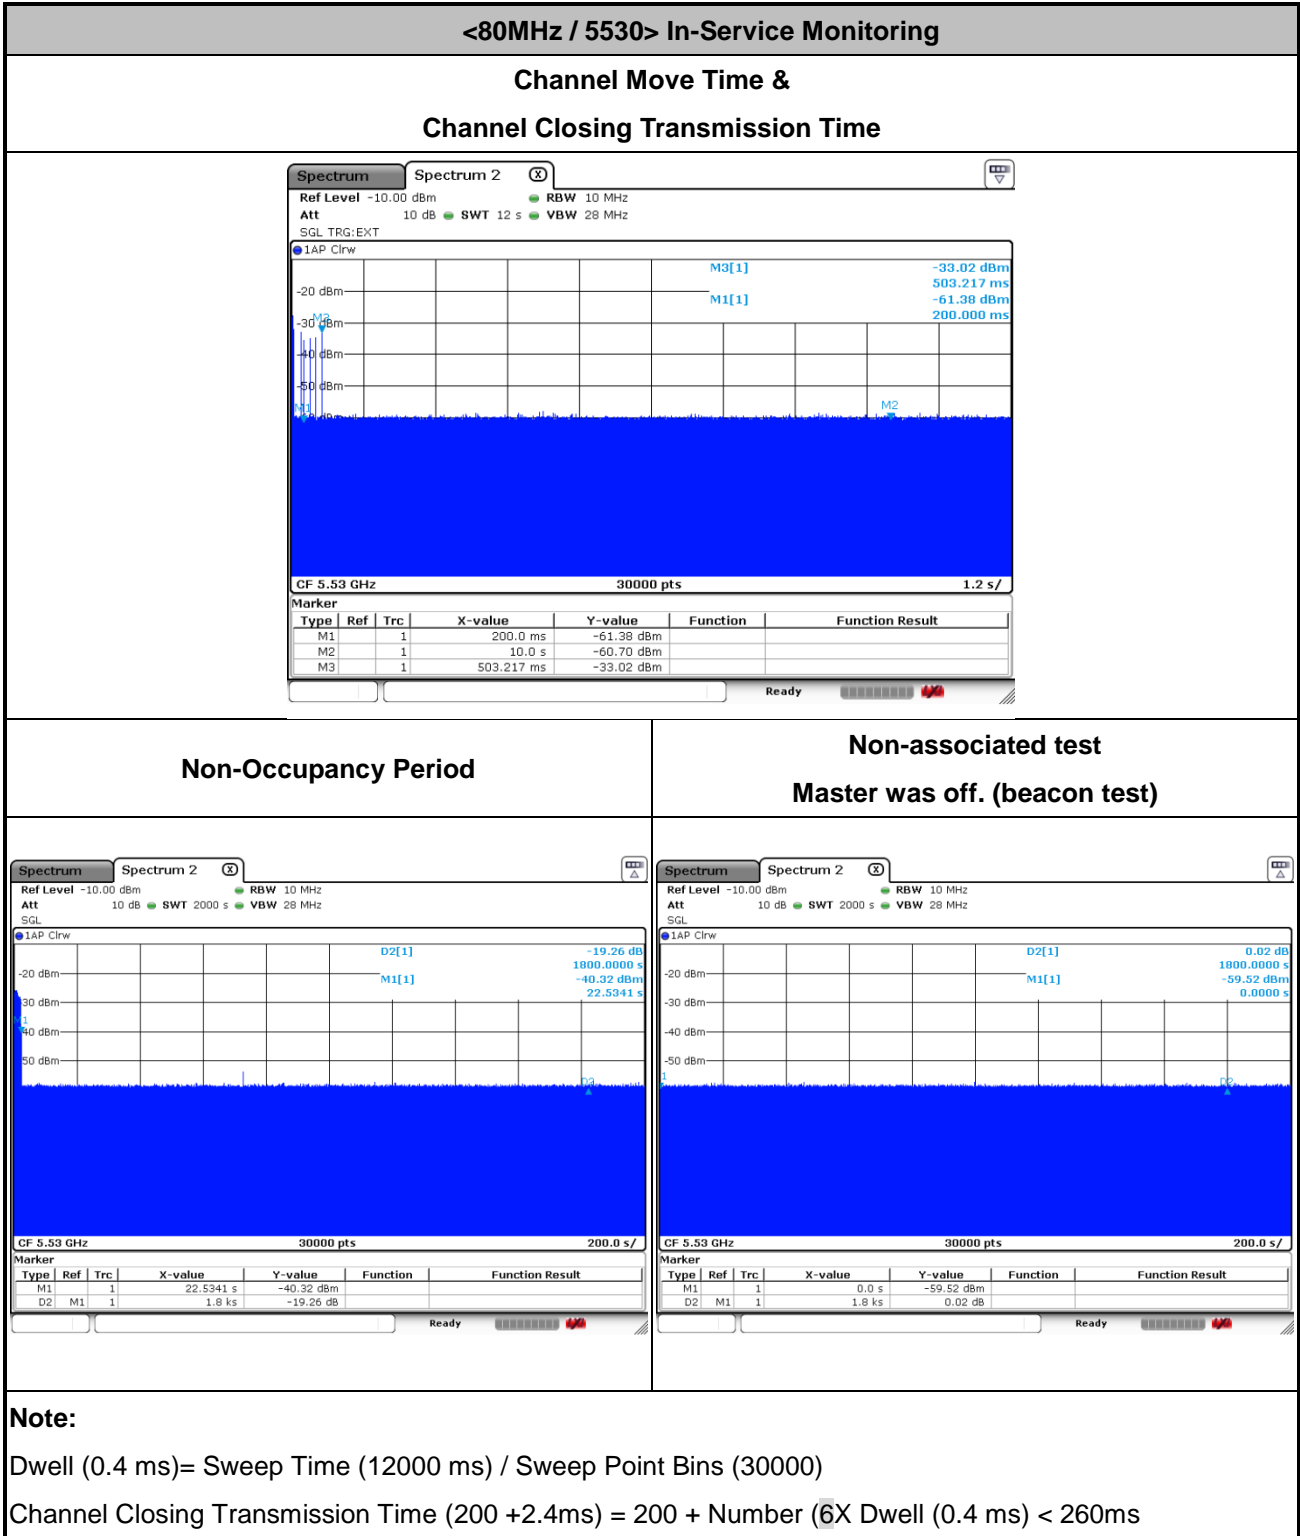 <80MHz / 5530> In-Service Monitoring
Channel Move Time &
Channel Closing Transmission Time
Spectrum Spectrum 2 X
Ref Level -10.00 dBm RBW 10 MHz
Att 10 dB SWT 12 s VBW 28 MHz
SGL TRG:EXT
1AP Clrw
M3[1] -33.02 dBm
503.217 ms
-20 dBm
M1[1] -61.38 dBm
200.000 ms
M3
-30 dBm
-40 dBm
-50 dBm
M1 M2
CF 5.53 GHz 30000 pts 1.2 s/
Marker
Type Ref Trc X-value Y-value Function Function Result
M1 1 200.0 ms -61.38 dBm
M2 1 10.0 s -60.70 dBm
M3 1 503.217 ms -33.02 dBm
Ready
Non-Occupancy Period
Non-associated test
Master was off. (beacon test)
Spectrum Spectrum 2 X
Ref Level -10.00 dBm RBW 10 MHz
Att 10 dB SWT 2000 s VBW 28 MHz
SGL
1AP Clrw
D2[1] -19.26 dB
1800.0000 s
-20 dBm
M1[1] -40.32 dBm
22.5341 s
30 dBm
M1
40 dBm
50 dBm
D2
CF 5.53 GHz 30000 pts 200.0 s/
Marker
Type Ref Trc X-value Y-value Function Function Result
M1 1 22.5341 s -40.32 dBm
D2 M1 1 1.8 ks -19.26 dB
Ready
Spectrum Spectrum 2 X
Ref Level -10.00 dBm RBW 10 MHz
Att 10 dB SWT 2000 s VBW 28 MHz
SGL
1AP Clrw
D2[1] 0.02 dB
1800.0000 s
-20 dBm
M1[1] -59.52 dBm
0.0000 s
-30 dBm
-40 dBm
-50 dBm
1 D2
CF 5.53 GHz 30000 pts 200.0 s/
Marker
Type Ref Trc X-value Y-value Function Function Result
M1 1 0.0 s -59.52 dBm
D2 M1 1 1.8 ks 0.02 dB
Ready
Note:
Dwell (0.4 ms)= Sweep Time (12000 ms) / Sweep Point Bins (30000)
Channel Closing Transmission Time (200 +2.4ms) = 200 + Number (6X Dwell (0.4 ms) < 260ms